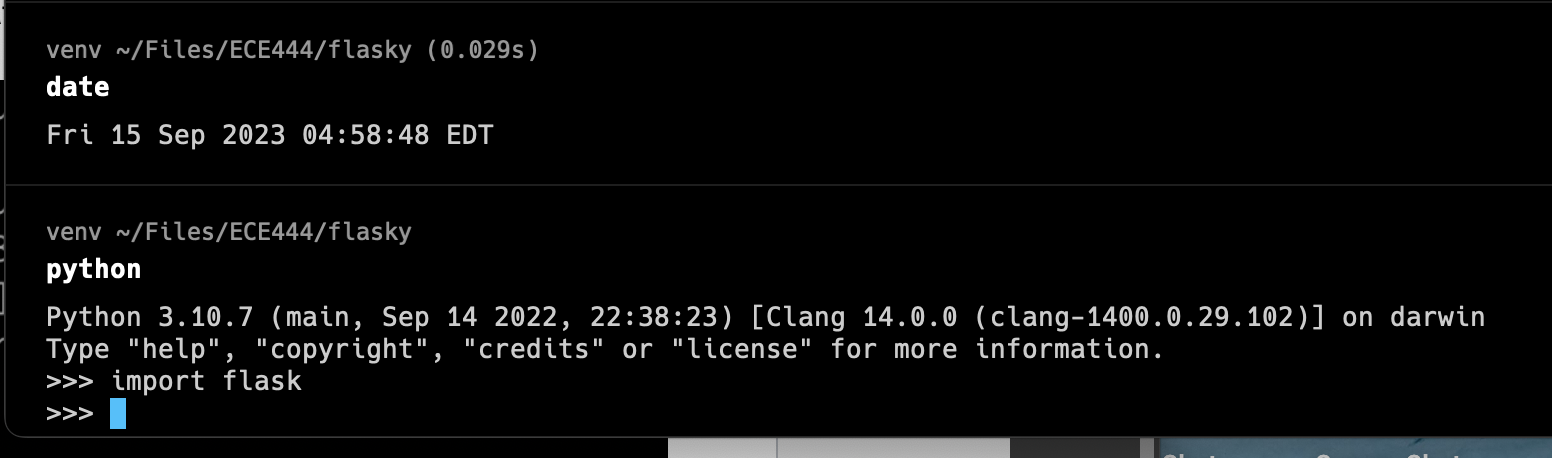 venv ~/Files/ECE444/flasky (0.029s)
date
Fri 15 Sep 2023 04:58:48 EDT
venv ~/Files/ECE444/flasky
python
Python 3.10.7 (main, Sep 14 2022, 22:38:23) [Clang 14.0.0 (clang-1400.0.29.102)] on darwin
Type "help", "copyright", "credits" or "license" for more information.
>>> import flask
>>>